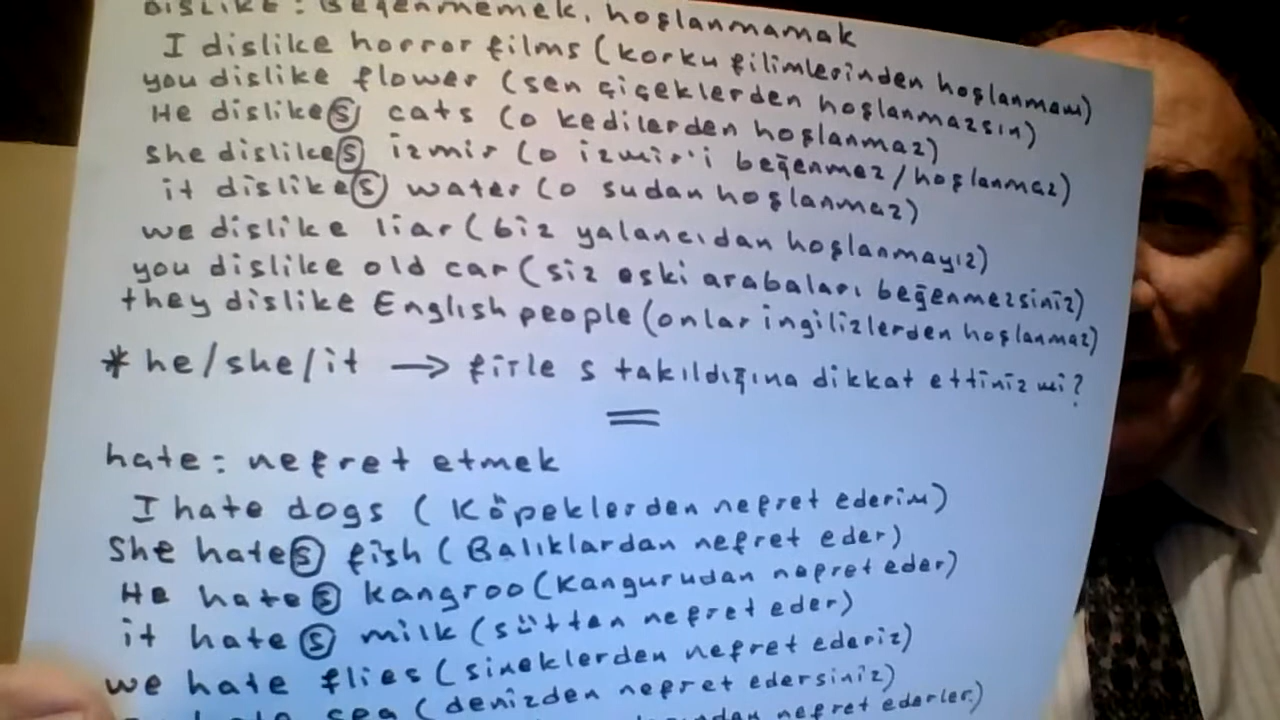 DISLIKE: Beğenmemek, hoşlanmamak
I dislike horror films (korku filimlerinden hoşlanmam)
you dislike flower (sen çiçeklerden hoşlanmazsın)
He dislikes cats (o kedilerden hoşlanmaz)
she dislikes izmir (o izmir'i beğenmez/hoşlanmaz)
it dislikes water (o sudan hoşlanmaz)
we dislike liar (biz yalancıdan hoşlanmayız)
you dislike old car (siz eski arabaları beğenmezsiniz)
they dislike English people (onlar ingilizlerden hoşlanmaz)
* he/she/it → fiile s takıldığına dikkat ettiniz mi?
=
hate: nefret etmek
I hate dogs (Köpeklerden nefret ederim)
She hates fish (Balıklardan nefret eder)
He hates kangroo (Kangurudan nefret eder)
it hates milk (sütten nefret eder)
we hate flies (sineklerden nefret ederiz)
hate sea (denizden nefret edersiniz)
nefret ederler)